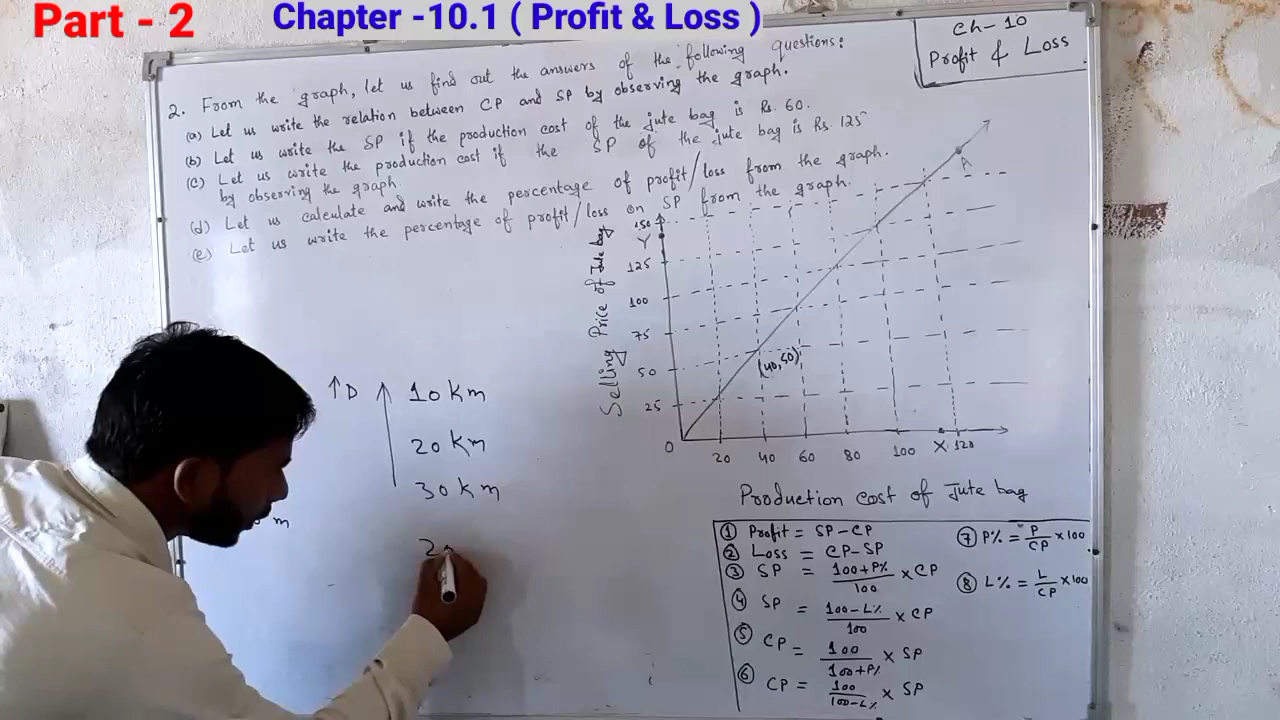 Part - 2
Chapter -10.1 ( Profit & Loss )
Ch-10
Profit & Loss
2. From the graph, let us find out the answers of the following questions:
(a) Let us write the relation between CP and SP by observing the graph.
(b) Let us write the SP if the production cost of the jute bag is Rs. 60.
(c) Let us write the production cost if the SP of the jute bag is Rs. 125
by observing the graph.
(d) Let us calculate and write the percentage of profit/loss from the graph.
(e) Let us write the percentage of profit/loss on SP from the graph.
Selling Price of Jute bag
150
Y
125
100
75
50
25
0
A
(40,50)
20 40 60 80 100 X 120
Production cost of Jute bag
↑D ↑ 10 Km
20 Km
30 Km
m
① Profit = SP-CP
② Loss = CP-SP
③ SP = 100+P%/100 × CP
④ SP = 100-L%/100 × CP
⑤ CP = 100/100+P% × SP
⑥ CP = 100/100-L% × SP
⑦ P% = P/CP × 100
⑧ L% = L/CP × 100